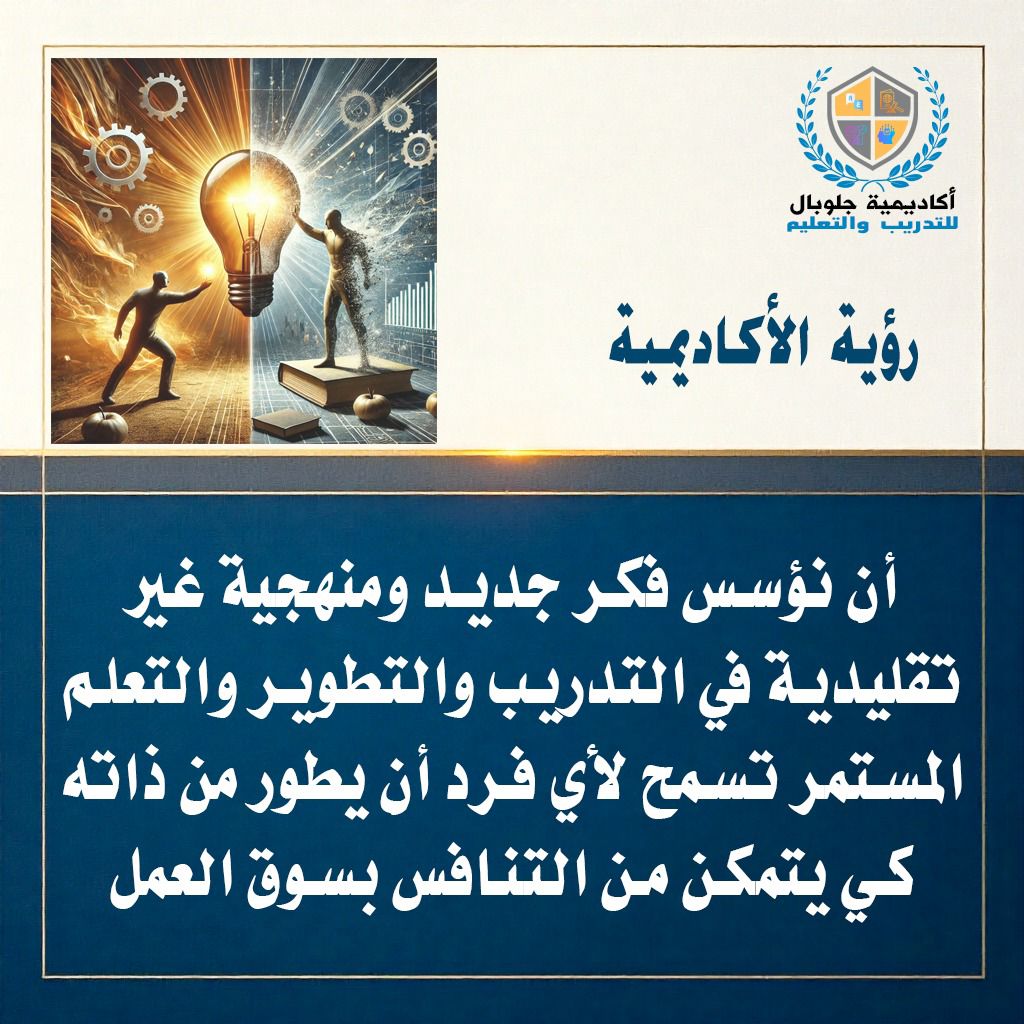 أكاديمية جلوبال
للتدريب والتعليم
رؤية الأكاديمية
أن نؤسس فكر جديد ومنهجية غير
تقليدية في التدريب والتطوير والتعلم
المستمر تسمح لأي فرد أن يطور من ذاته
كي يتمكن من التنافس بسوق العمل